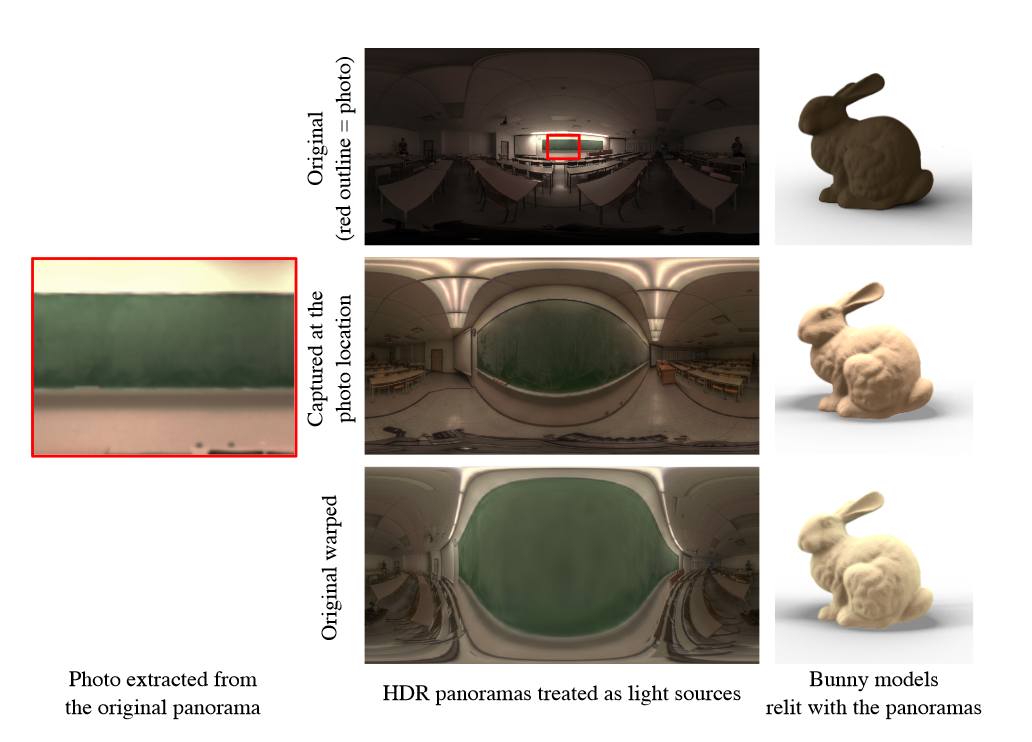 Original
(red outline = photo)
Captured at the
photo location
Original warped
Photo extracted from
the original panorama
HDR panoramas treated as light sources
Bunny models
relit with the panoramas